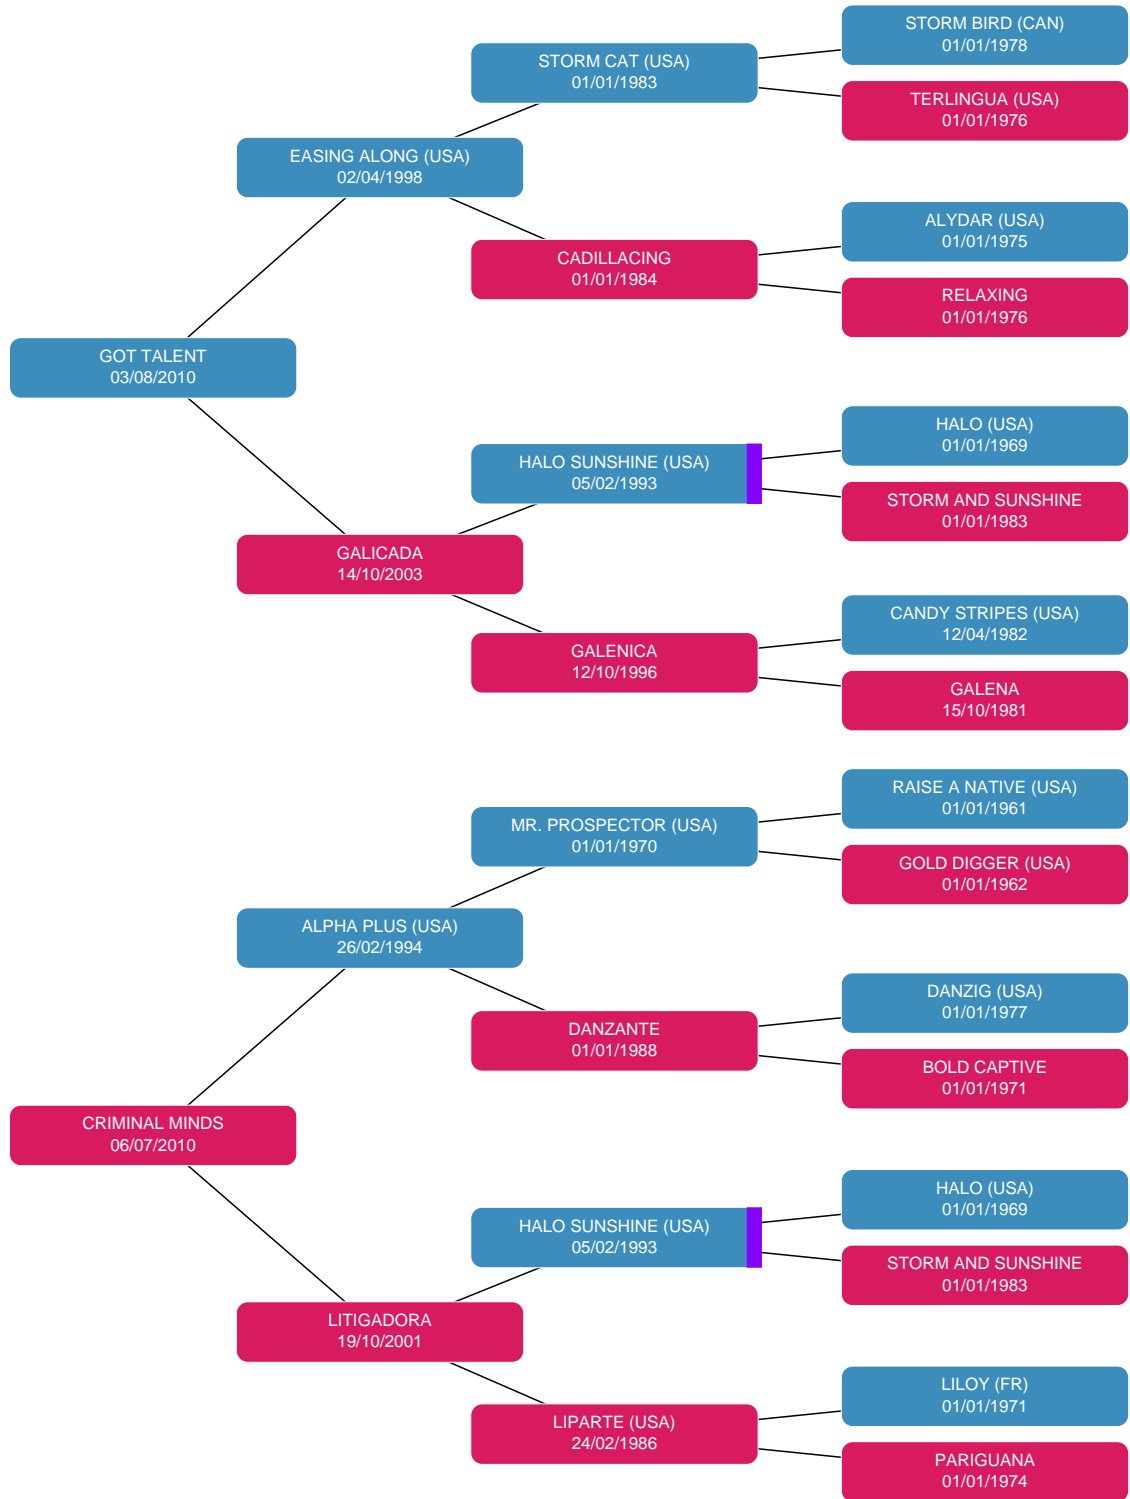 STORM BIRD (CAN)
01/01/1978
STORM CAT (USA)
01/01/1983
TERLINGUA (USA)
01/01/1976
EASING ALONG (USA)
02/04/1998
ALYDAR (USA)
01/01/1975
CADILLACING
01/01/1984
RELAXING
01/01/1976
GOT TALENT
03/08/2010
HALO (USA)
01/01/1969
HALO SUNSHINE (USA)
05/02/1993
STORM AND SUNSHINE
01/01/1983
GALICADA
14/10/2003
CANDY STRIPES (USA)
12/04/1982
GALENICA
12/10/1996
GALENA
15/10/1981
RAISE A NATIVE (USA)
01/01/1961
MR. PROSPECTOR (USA)
01/01/1970
GOLD DIGGER (USA)
01/01/1962
ALPHA PLUS (USA)
26/02/1994
DANZIG (USA)
01/01/1977
DANZANTE
01/01/1988
BOLD CAPTIVE
01/01/1971
CRIMINAL MINDS
06/07/2010
HALO (USA)
01/01/1969
HALO SUNSHINE (USA)
05/02/1993
STORM AND SUNSHINE
01/01/1983
LITIGADORA
19/10/2001
LILOY (FR)
01/01/1971
LIPARTE (USA)
24/02/1986
PARIGUANA
01/01/1974